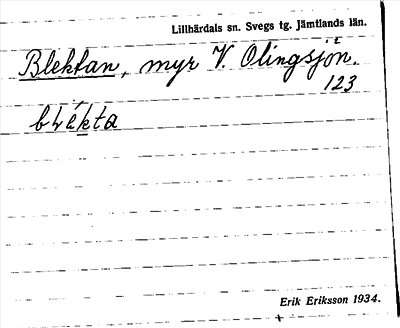 Lillhärdals sn. Svegs tg. Jämtlands län.
Blektan, myr V. Olingsjön.
123
Erik Eriksson 1934.